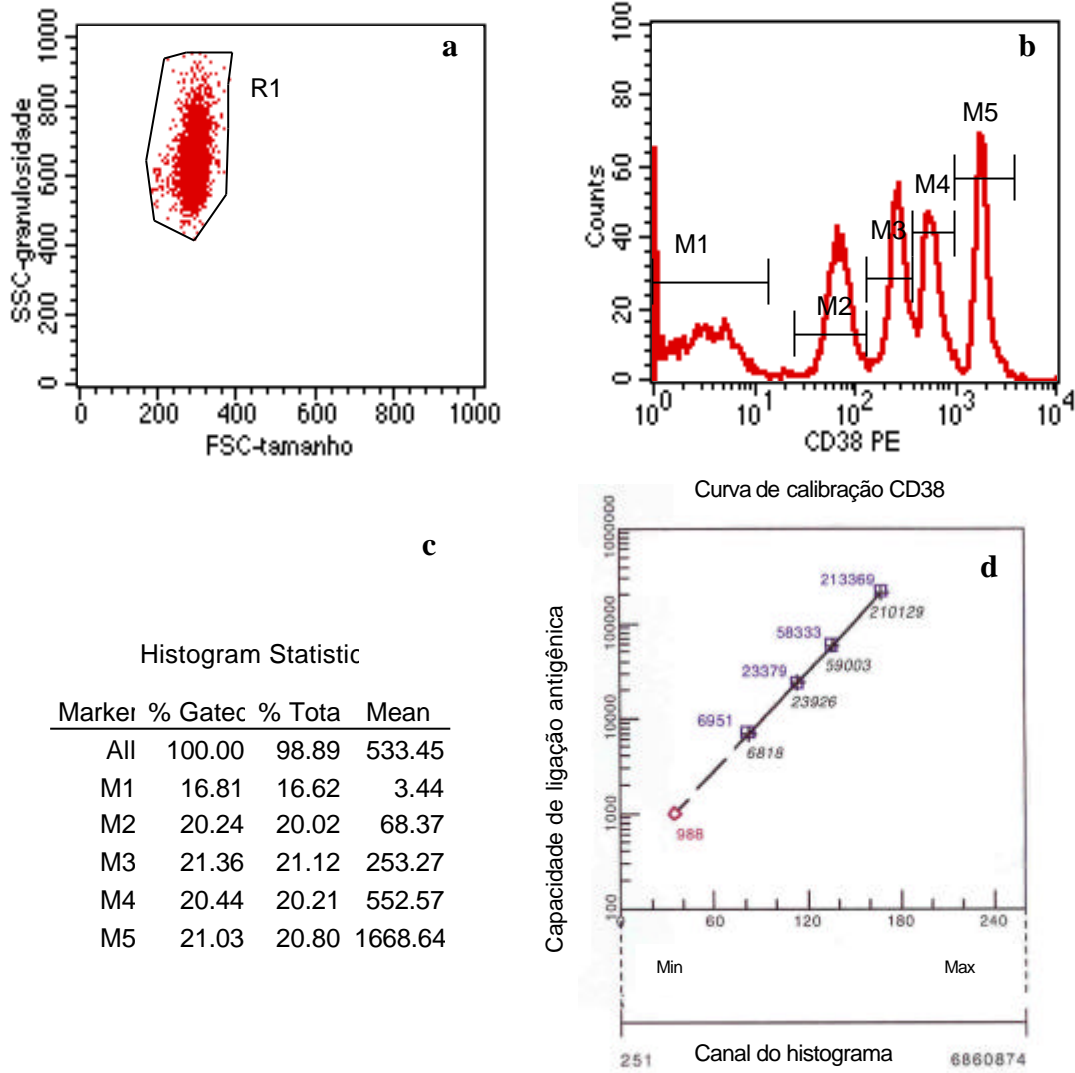 a
R1
SSC-granulosidade
0 200 400 600 800 1000
0 200 400 600 800 1000
FSC-tamanho
b
M1
M2
M3
M4
M5
Counts
0 20 40 60 80 100
10^0 10^1 10^2 10^3 10^4
CD38 PE
c
Histogram Statistic
Marker % Gatec % Tota Mean
All 100.00 98.89 533.45
M1 16.81 16.62 3.44
M2 20.24 20.02 68.37
M3 21.36 21.12 253.27
M4 20.44 20.21 552.57
M5 21.03 20.80 1668.64
Curva de calibração CD38
d
Capacidade de ligação antigênica
100 1000 10000 100000 1000000
213369
210129
58333
59003
23379
23926
6951
6818
988
0 60 120 180 240
Min Max
Canal do histograma
251 6860874